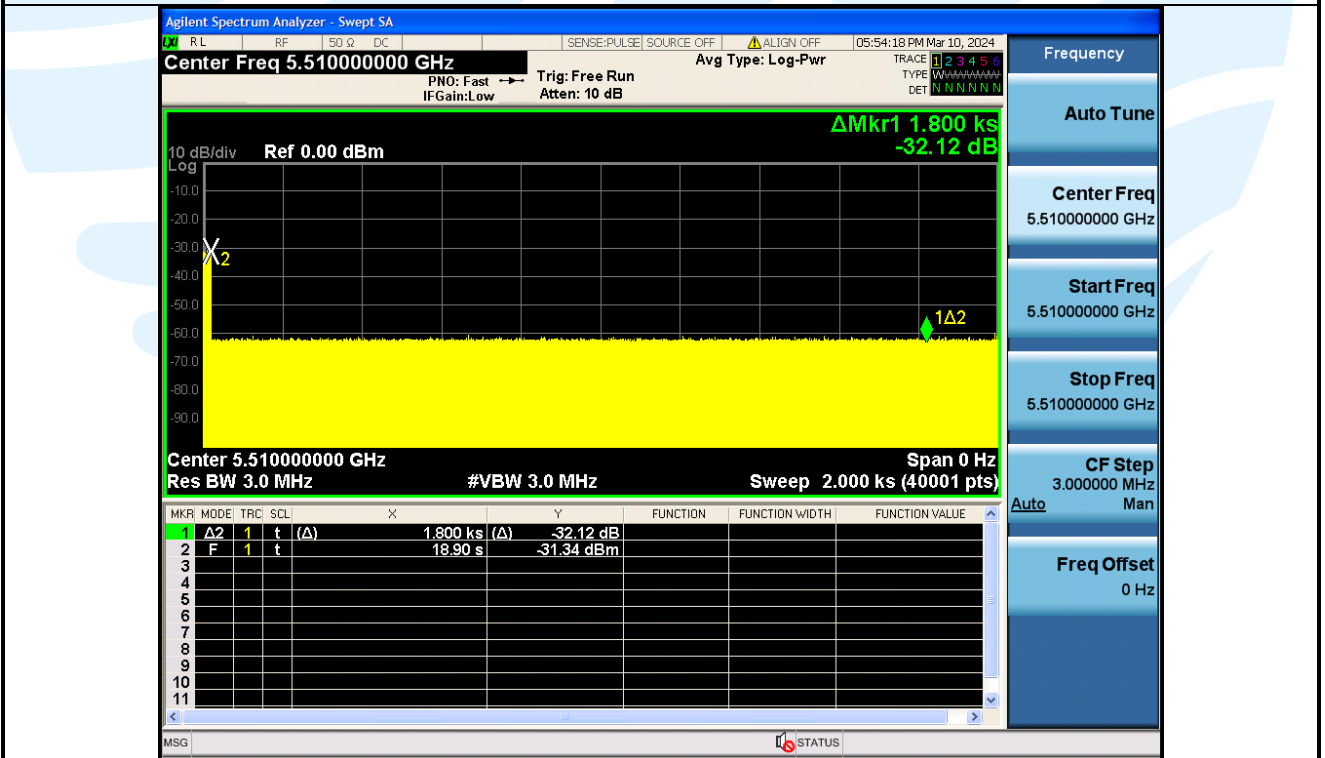 Agilent Spectrum Analyzer - Swept SA
LXI RL RF 50 Ω DC SENSE:PULSE SOURCE OFF ALIGN OFF 05:54:18 PM Mar 10, 2024
Center Freq 5.510000000 GHz
PNO: Fast
IFGain:Low
Trig: Free Run
Atten: 10 dB
Avg Type: Log-Pwr
TRACE 1 2 3 4 5 6
TYPE WWWWWW
DET N N N N N N
ΔMkr1 1.800 ks
-32.12 dB
10 dB/div Ref 0.00 dBm
Log
-10.0
-20.0
-30.0
-40.0
-50.0
-60.0
-70.0
-80.0
-90.0
2
1Δ2
Center 5.510000000 GHz Span 0 Hz
Res BW 3.0 MHz #VBW 3.0 MHz Sweep 2.000 ks (40001 pts)
MKR MODE TRC SCL X Y FUNCTION FUNCTION WIDTH FUNCTION VALUE
1 Δ2 1 t (Δ) 1.800 ks (Δ) -32.12 dB
2 F 1 t 18.90 s -31.34 dBm
3
4
5
6
7
8
9
10
11
MSG STATUS
Frequency
Auto Tune
Center Freq
5.510000000 GHz
Start Freq
5.510000000 GHz
Stop Freq
5.510000000 GHz
CF Step
3.000000 MHz
Auto Man
Freq Offset
0 Hz